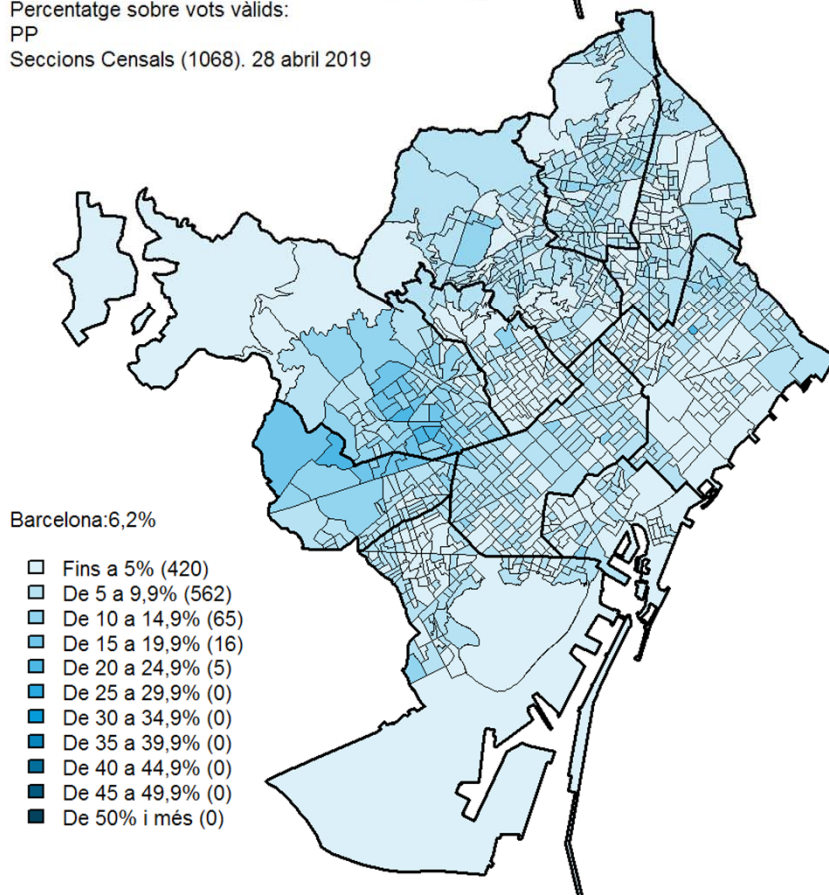 Percentatge sobre vots vàlids:
PP
Seccions Censals (1068). 28 abril 2019
Barcelona:6,2%
Fins a 5% (420)
De 5 a 9,9% (562)
De 10 a 14,9% (65)
De 15 a 19,9% (16)
De 20 a 24,9% (5)
De 25 a 29,9% (0)
De 30 a 34,9% (0)
De 35 a 39,9% (0)
De 40 a 44,9% (0)
De 45 a 49,9% (0)
De 50% i més (0)